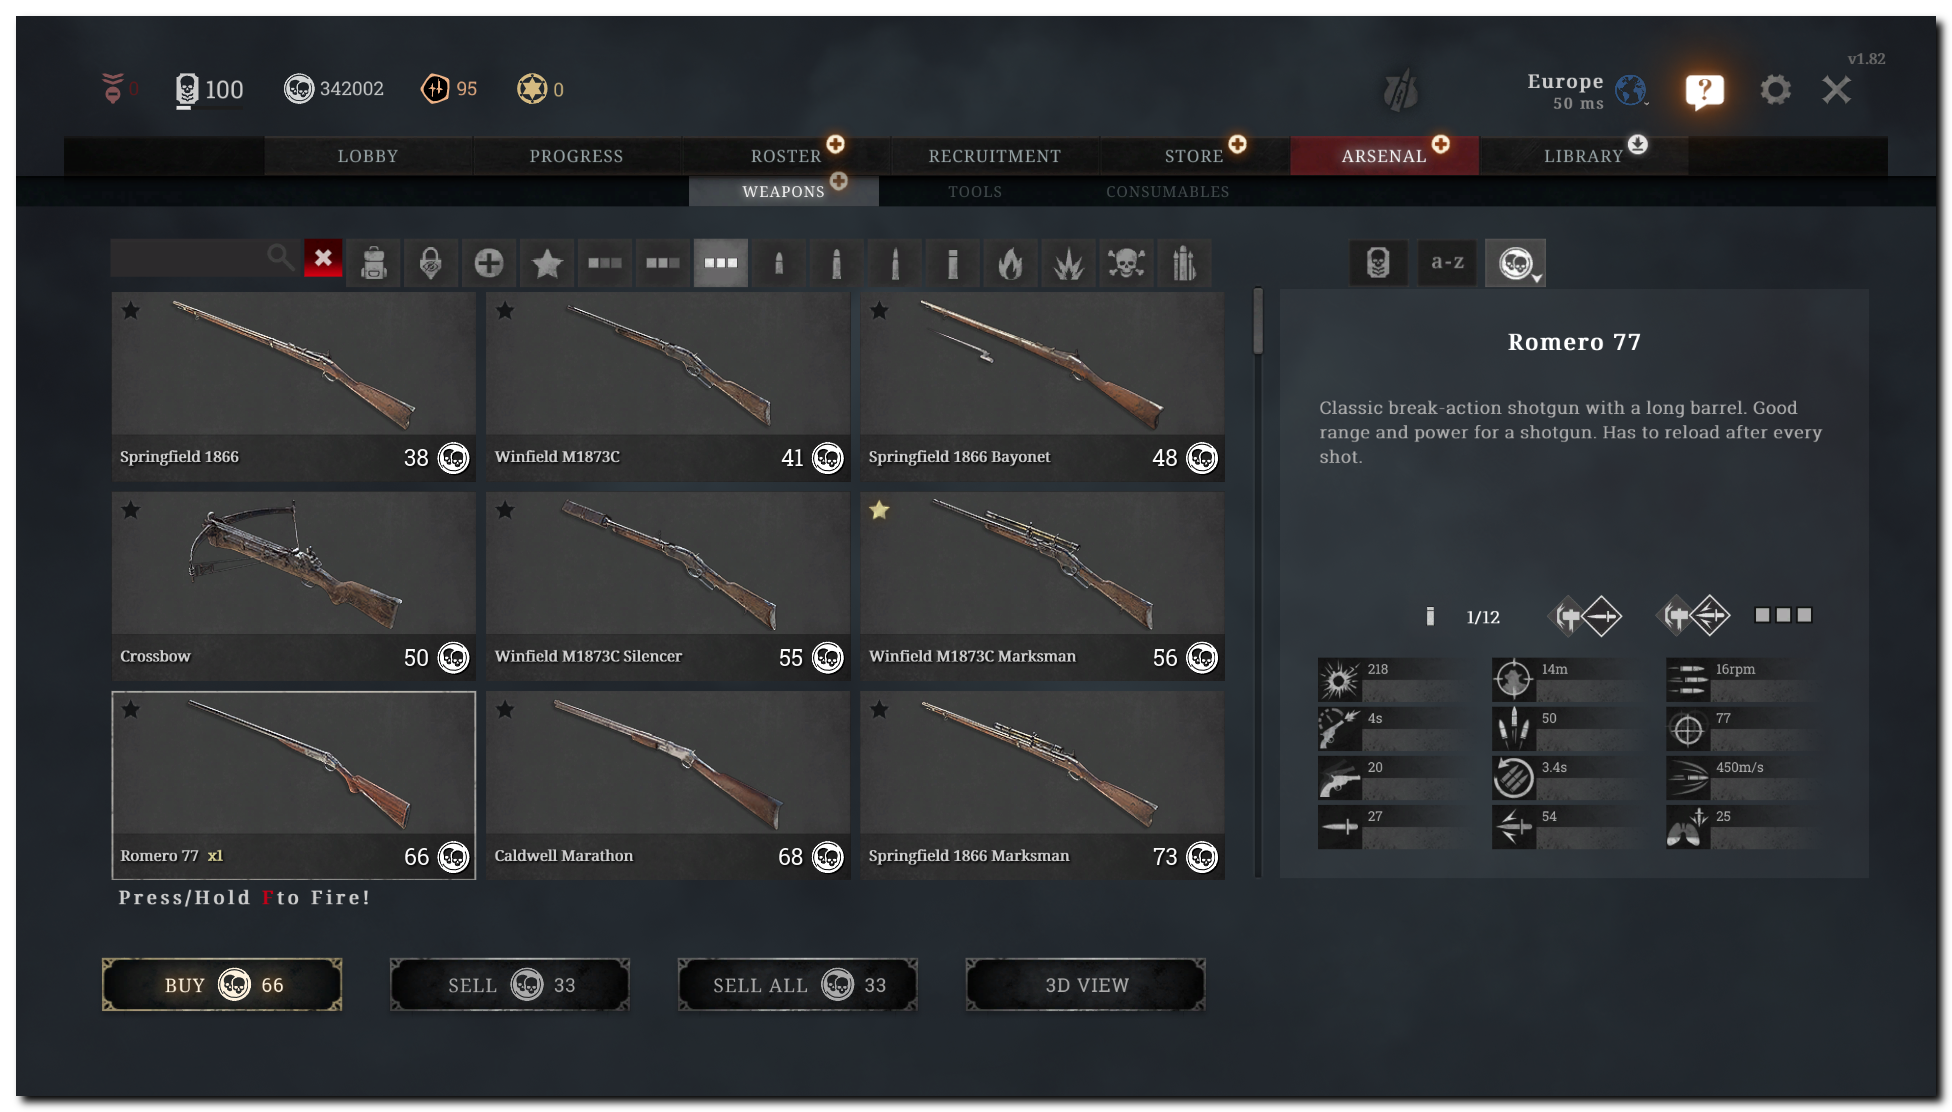 v1.82
0
100
342002
95
0
Europe
50 ms
?
LOBBY
PROGRESS
ROSTER
RECRUITMENT
STORE
ARSENAL
LIBRARY
WEAPONS
TOOLS
CONSUMABLES
a-z
Springfield 1866 38
Winfield M1873C 41
Springfield 1866 Bayonet 48
Crossbow 50
Winfield M1873C Silencer 55
Winfield M1873C Marksman 56
Romero 77 x1 66
Caldwell Marathon 68
Springfield 1866 Marksman 73
Press/Hold F to Fire!
BUY 66
SELL 33
SELL ALL 33
3D VIEW
Romero 77
Classic break-action shotgun with a long barrel. Good
range and power for a shotgun. Has to reload after every
shot.
1/12
218 14m 16rpm
4s 50 77
20 3.4s 450m/s
27 54 25